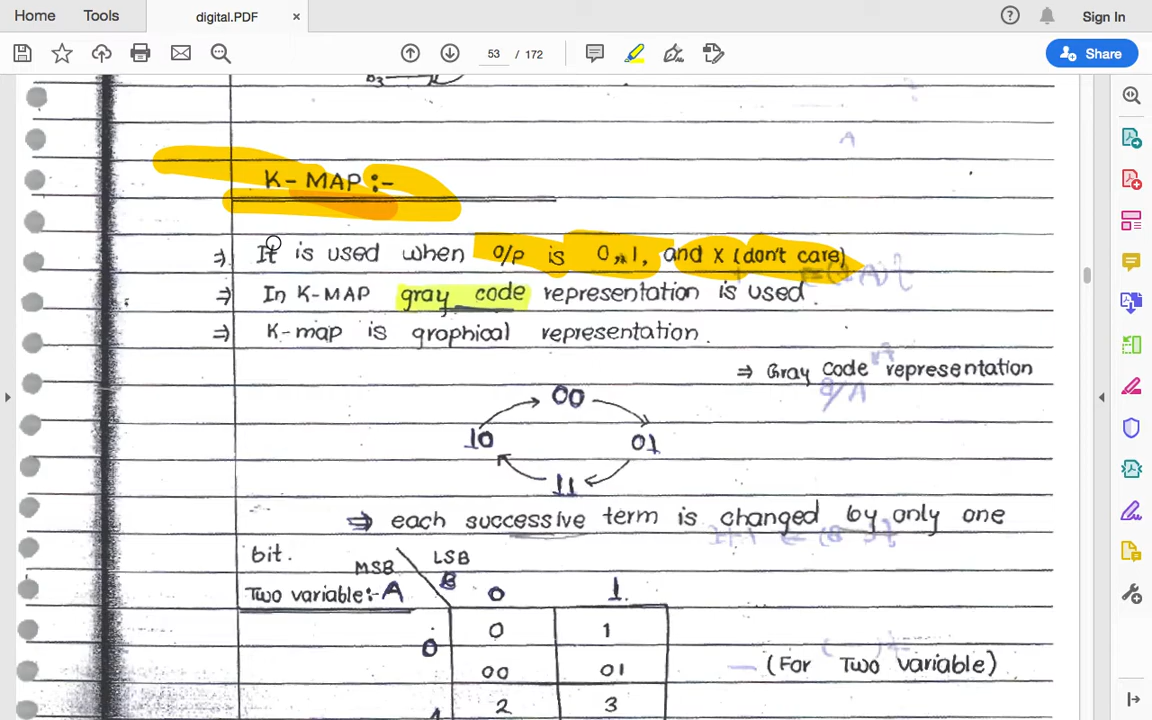 Home Tools digital.PDF × Sign In
53 / 172 Share
K-MAP :-
⇒ It is used when O/P is 0,1, and X (don't care)
⇒ In K-MAP gray code representation is used.
⇒ K-map is graphical representation.
⇒ Gray Code representation
00
10 01
11
⇒ each successive term is changed by only one
bit.
MSB LSB
Two variable:- A B 0 1
0 0 1
00 01 (For Two variable)
2 3